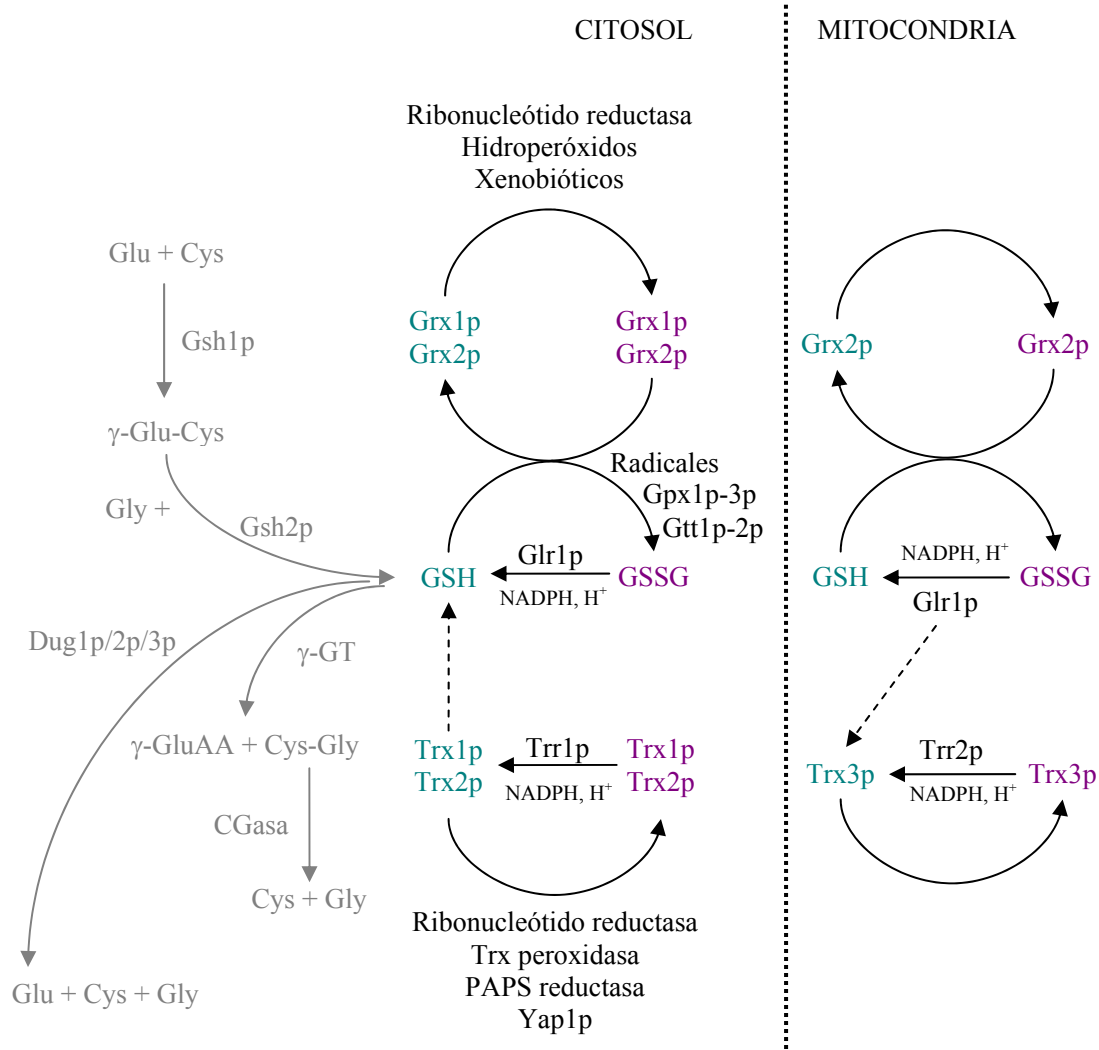 CITOSOL
MITOCONDRIA
Ribonucleótido reductasa
Hidroperóxidos
Xenobióticos
Glu + Cys
Gsh1p
γ-Glu-Cys
Gly +
Gsh2p
Grx1p
Grx2p
Grx1p
Grx2p
Radicales
Gpx1p-3p
Gtt1p-2p
GSH
Glr1p
NADPH, H⁺
GSSG
Dug1p/2p/3p
γ-GT
γ-GluAA + Cys-Gly
CGasa
Cys + Gly
Glu + Cys + Gly
Trx1p
Trx2p
Trr1p
NADPH, H⁺
Trx1p
Trx2p
Ribonucleótido reductasa
Trx peroxidasa
PAPS reductasa
Yap1p
Grx2p
Grx2p
GSH
NADPH, H⁺
Glr1p
GSSG
Trx3p
Trr2p
NADPH, H⁺
Trx3p